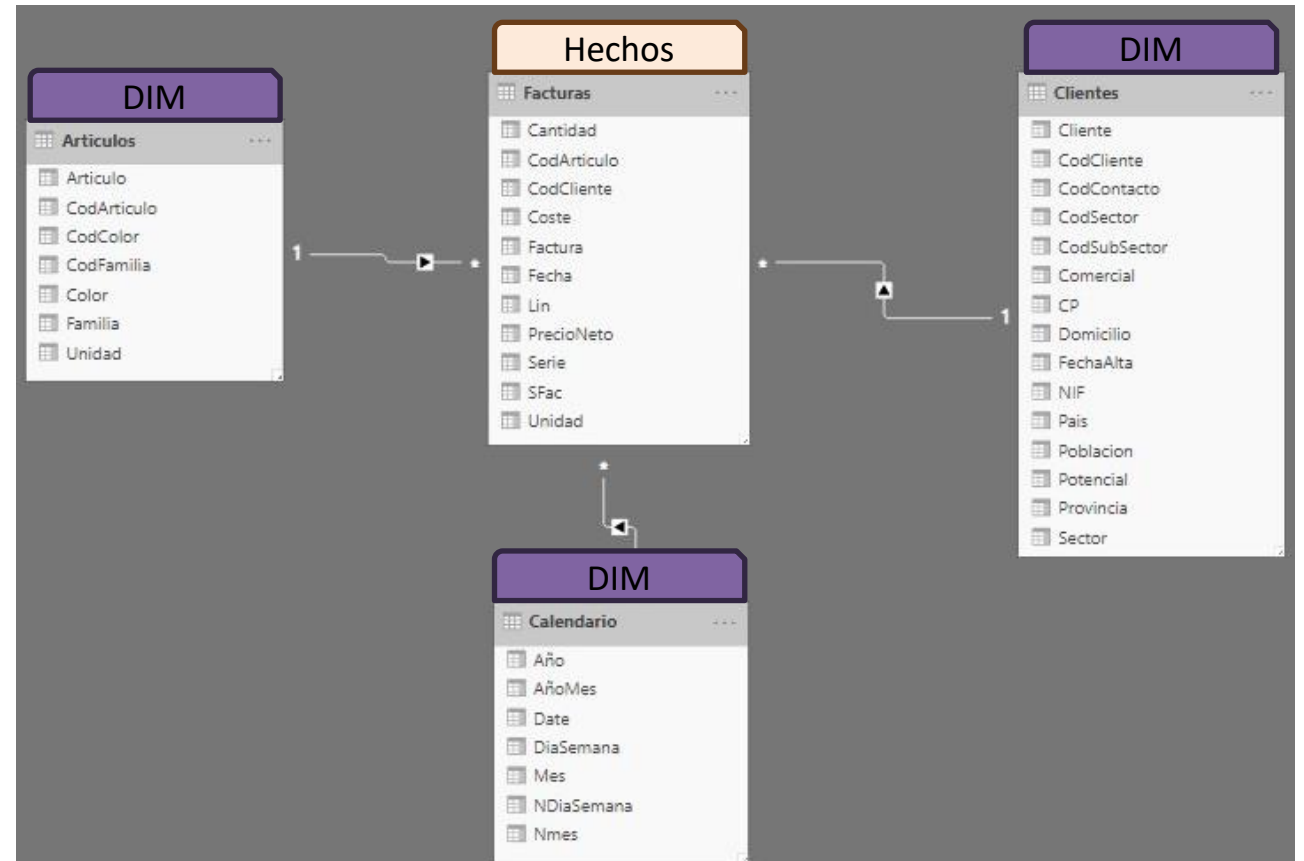 DIM
Articulos
Articulo
CodArticulo
CodColor
CodFamilia
Color
Familia
Unidad
1
*
Hechos
Facturas
Cantidad
CodArticulo
CodCliente
Coste
Factura
Fecha
Lin
PrecioNeto
Serie
SFac
Unidad
*
1
*
DIM
Clientes
Cliente
CodCliente
CodContacto
CodSector
CodSubSector
Comercial
CP
Domicilio
FechaAlta
NIF
Pais
Poblacion
Potencial
Provincia
Sector
DIM
Calendario
Año
AñoMes
Date
DiaSemana
Mes
NDiaSemana
Nmes